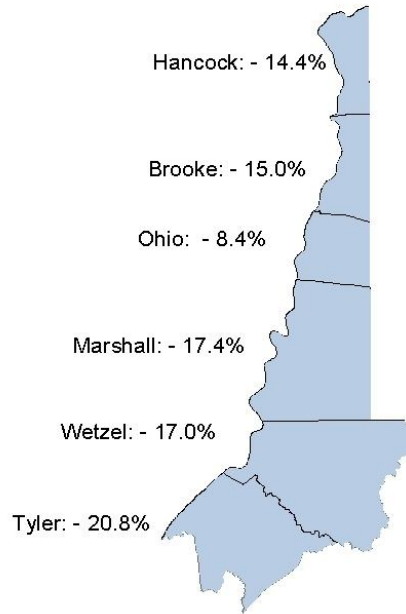 Hancock: - 14.4%
Brooke: - 15.0%
Ohio: - 8.4%
Marshall: - 17.4%
Wetzel: - 17.0%
Tyler: - 20.8%